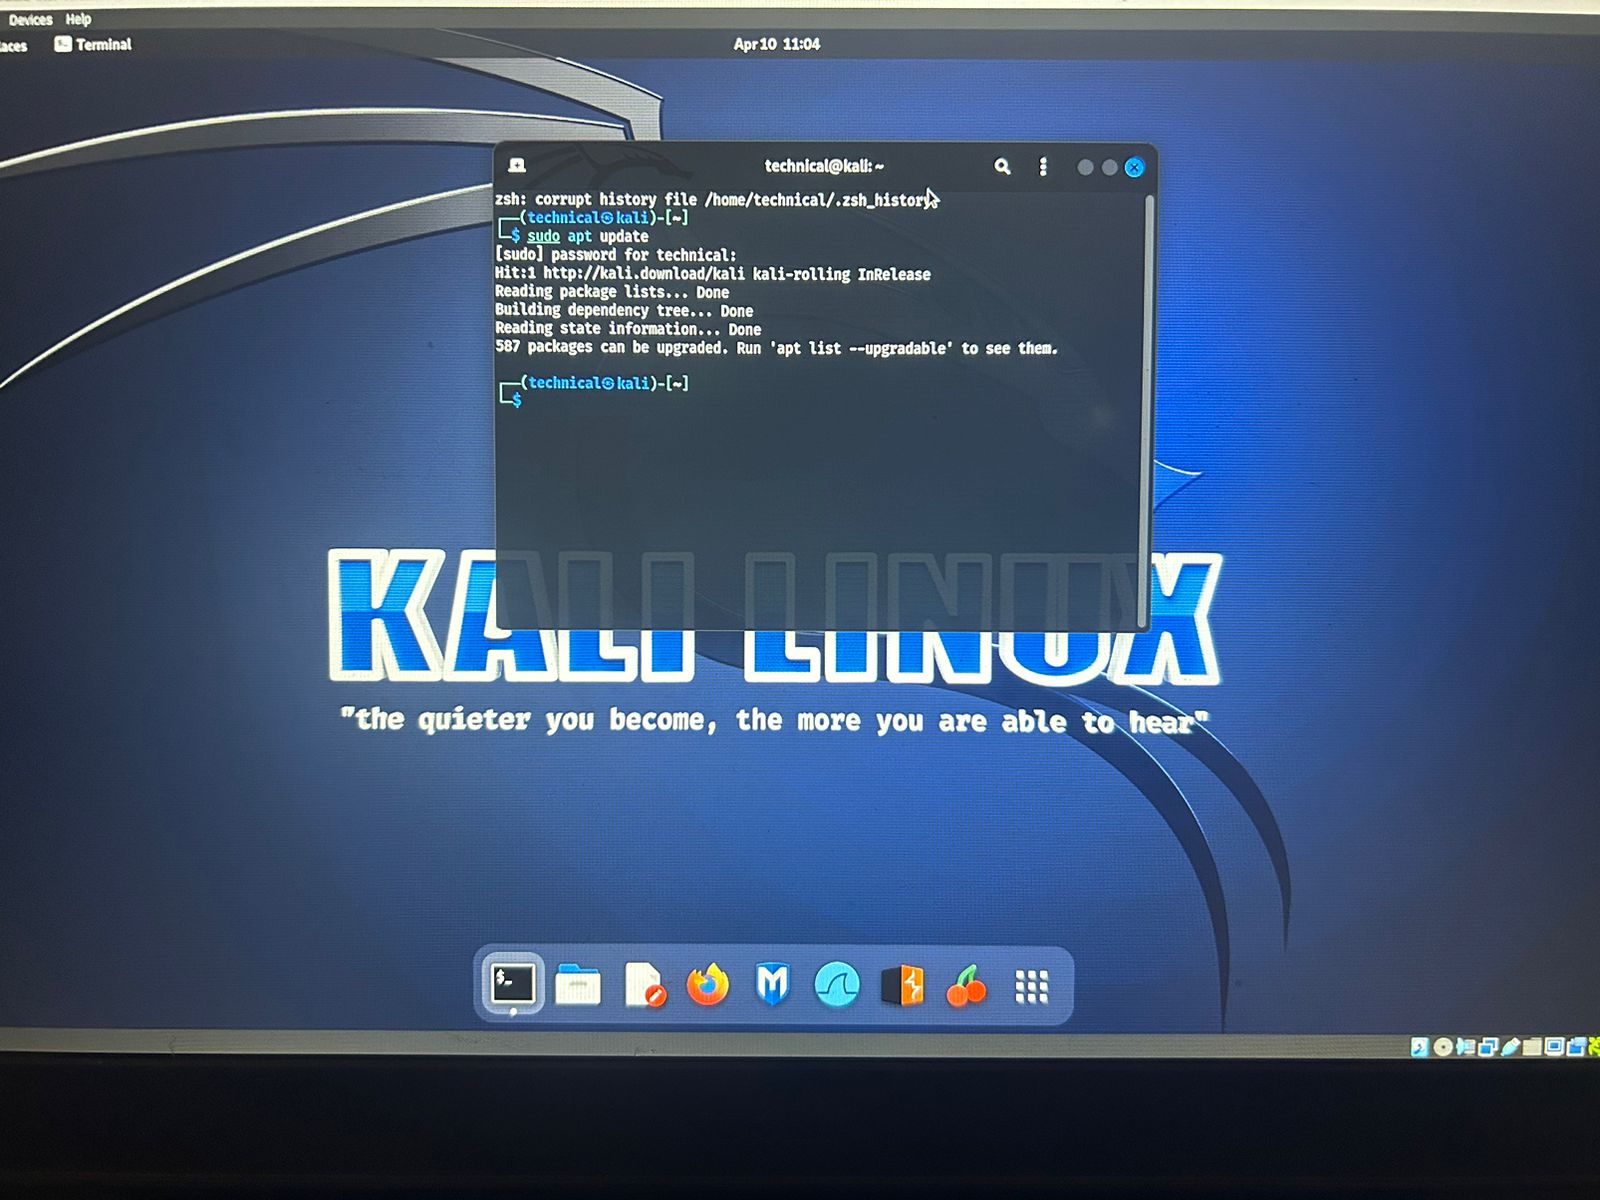 Devices Help
aces Terminal Apr 10 11:04
technical@kali: ~
zsh: corrupt history file /home/technical/.zsh_history
┌──(technical㉿kali)-[~]
└─$ sudo apt update
[sudo] password for technical:
Hit:1 http://kali.download/kali kali-rolling InRelease
Reading package lists... Done
Building dependency tree... Done
Reading state information... Done
587 packages can be upgraded. Run 'apt list --upgradable' to see them.
┌──(technical㉿kali)-[~]
└─$
KALI LINUX
"the quieter you become, the more you are able to hear"
$_
M